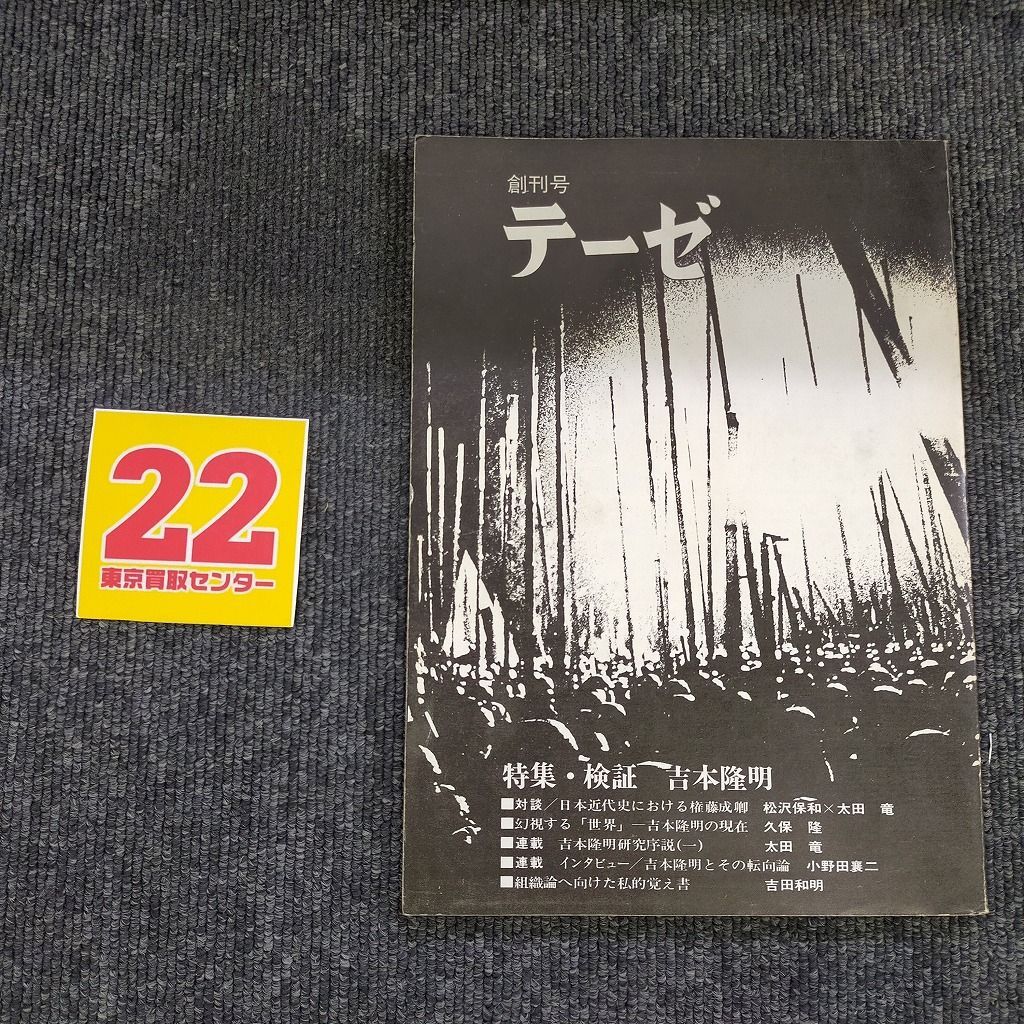 創刊号
テーゼ
22
東京買取センター
特集・検証　吉本隆明
■対談／日本近代史における権藤成卿　松沢保和×太田　竜
■幻視する「世界」―吉本隆明の現在　久保　隆
■連載　吉本隆明研究序説(一)　太田　竜
■連載　インタビュー／吉本隆明とその転向論　小野田襄二
■組織論へ向けた私的覚え書　吉田和明